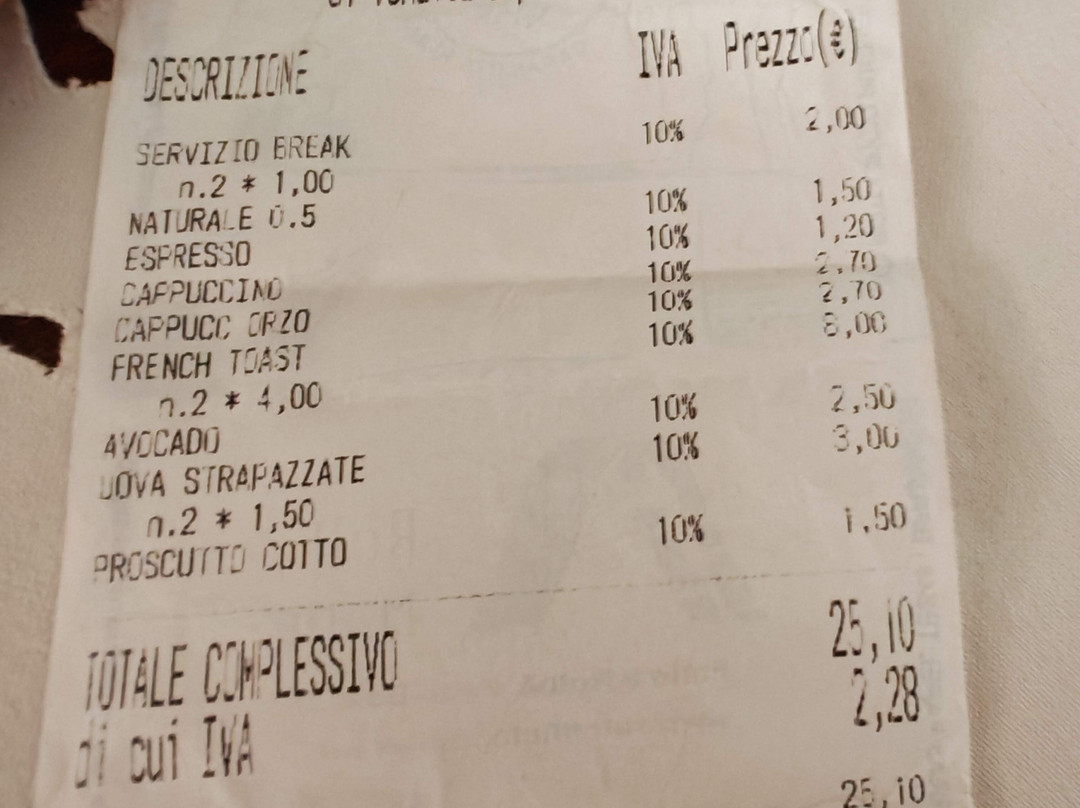 DESCRIZIONE IVA Prezzo(€)
SERVIZIO BREAK 10% 2,00
n.2 * 1,00
NATURALE 0.5 10% 1,50
ESPRESSO 10% 1,20
CAPPUCCINO 10% 2,70
CAPPUCC ORZO 10% 2,70
FRENCH TOAST 10% 8,00
n.2 * 4,00
AVOCADO 10% 2,50
UOVA STRAPAZZATE 10% 3,00
n.2 * 1,50
PROSCUTTO COTTO 10% 1,50
TOTALE COMPLESSIVO 25,10
di cui IVA 2,28
25,10